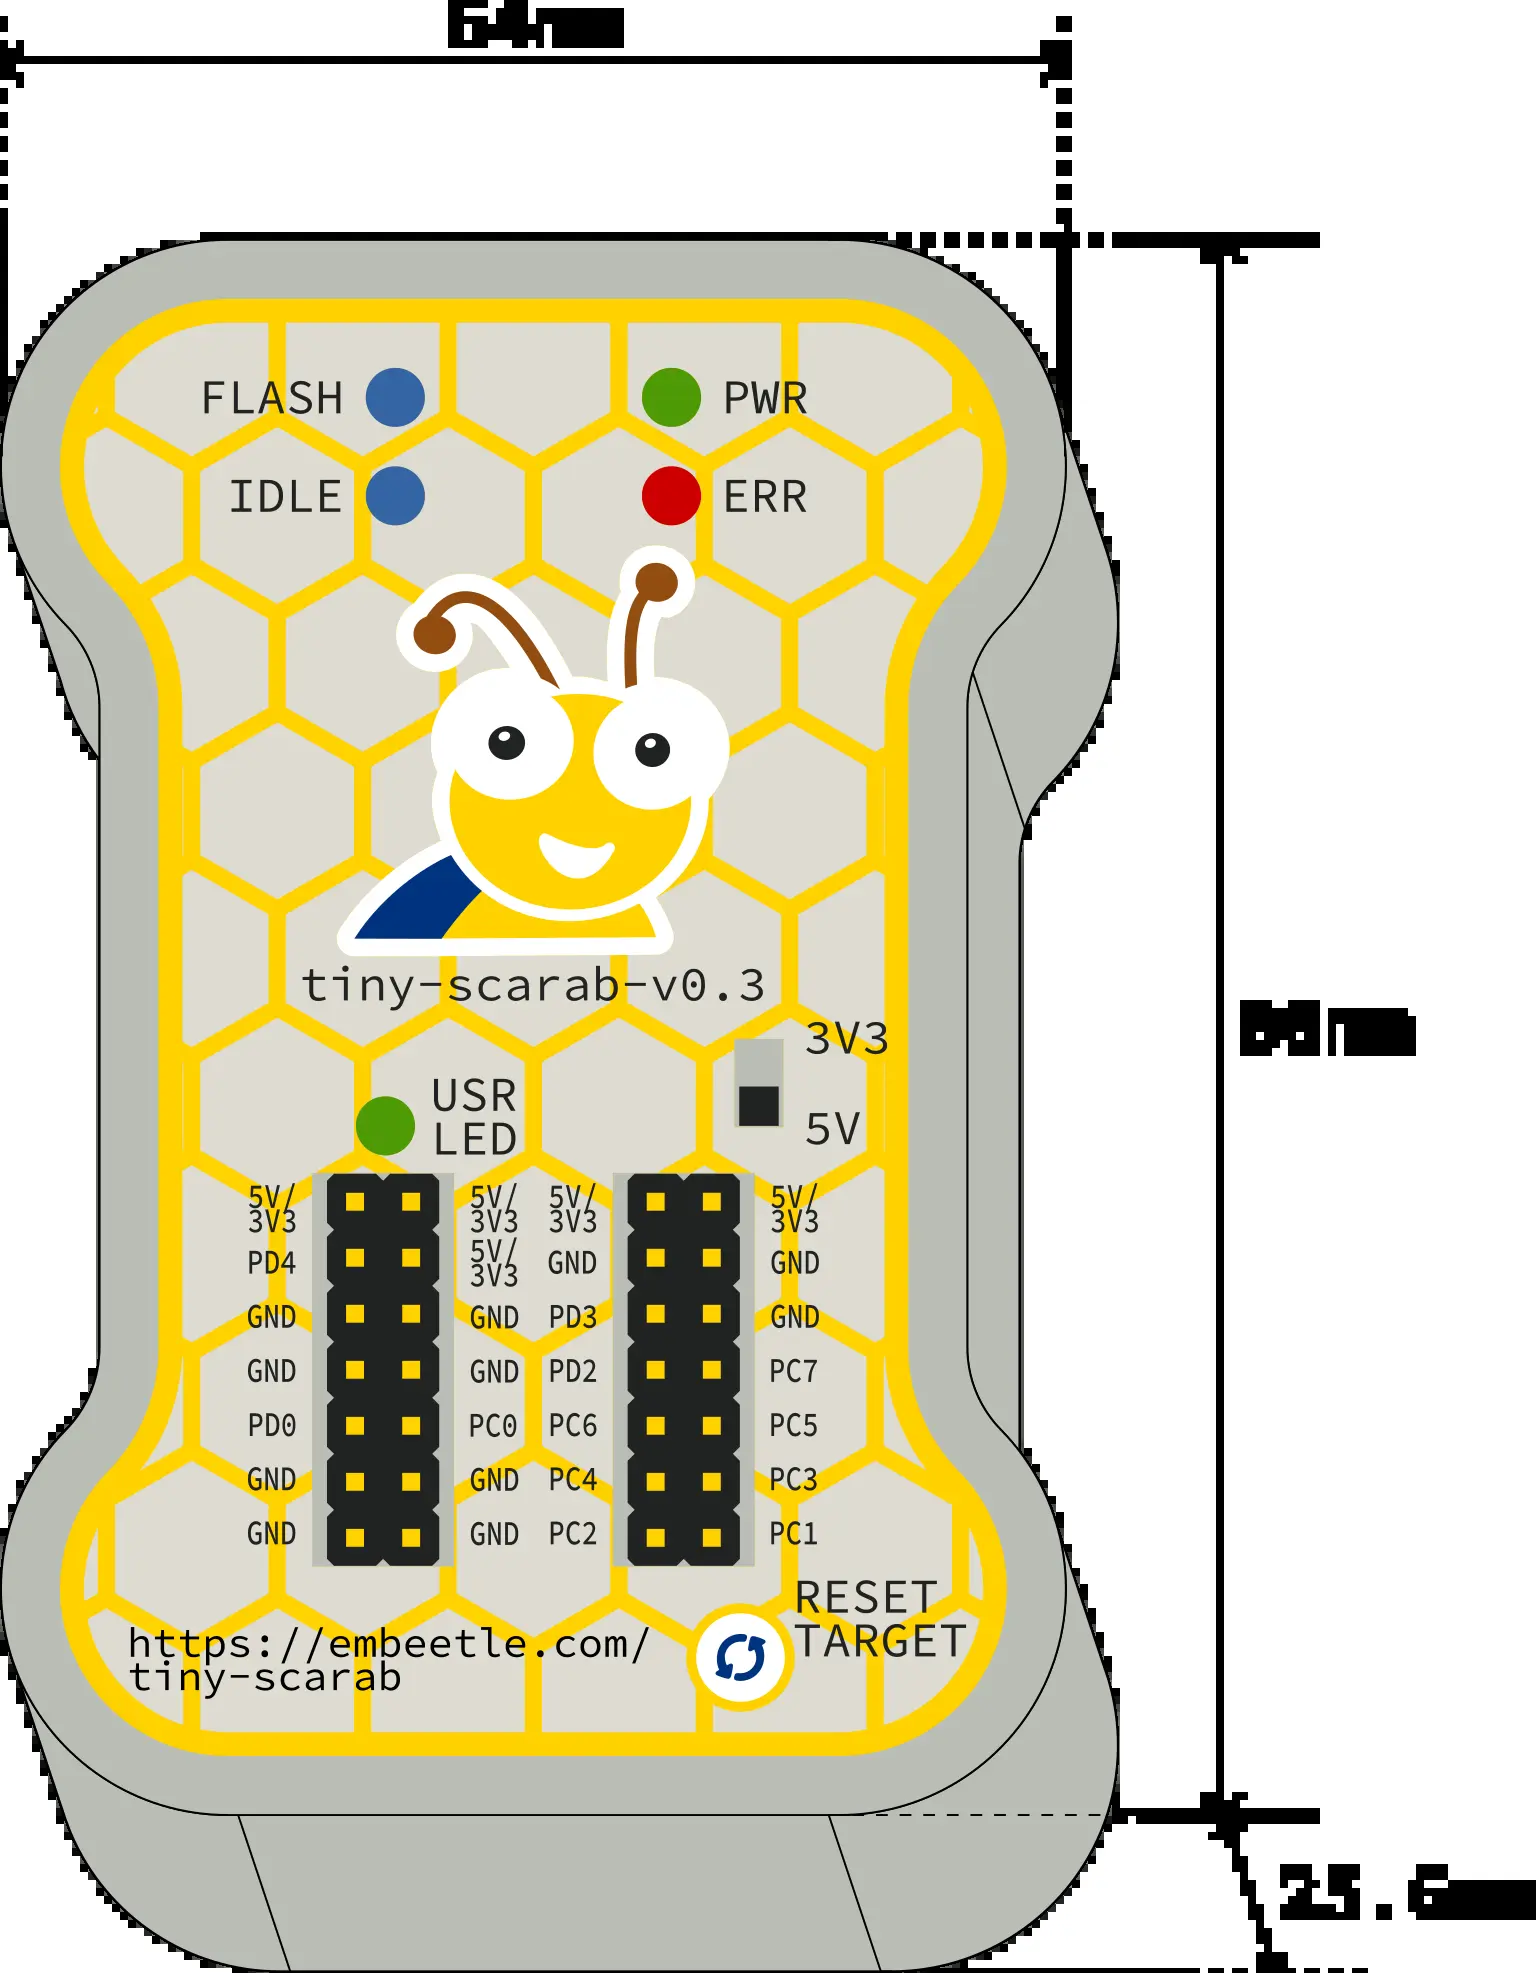 64mm
FLASH
PWR
IDLE
ERR
tiny-scarab-v0.3
3V3
5V
USR
LED
5V/ 5V/ 5V/ 5V/
3V3 3V3 3V3 3V3
PD4 5V/ 3V3 GND GND
GND GND PD3 GND
GND GND PD2 PC7
PD0 PC0 PC6 PC5
GND GND PC4 PC3
GND GND PC2 PC1
RESET
TARGET
https://embeetle.com/
tiny-scarab
25.6mm